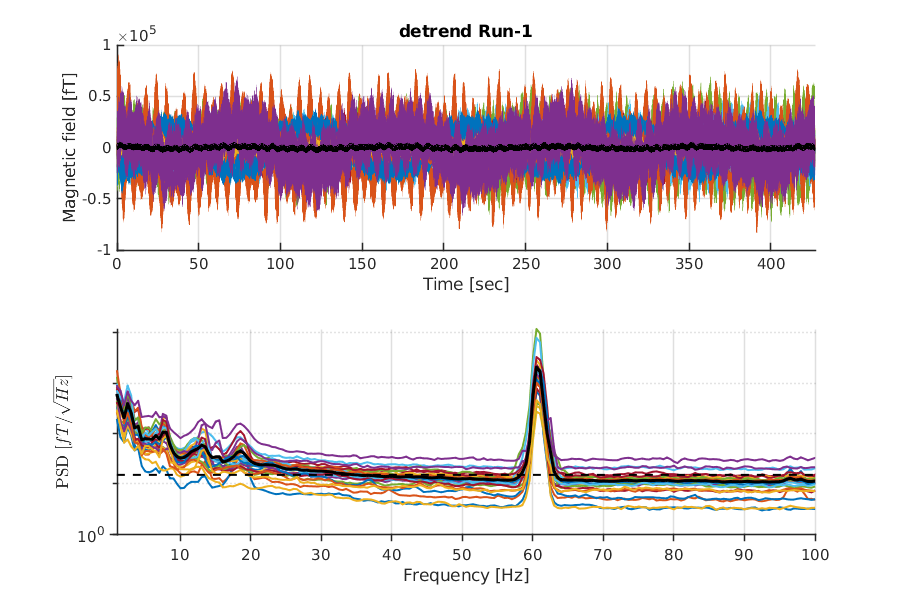 detrend Run-1
×10^5
Magnetic field [fT]
1
0.5
0
-0.5
-1
0 50 100 150 200 250 300 350 400
Time [sec]
PSD [fT/√Hz]
10^0
10 20 30 40 50 60 70 80 90 100
Frequency [Hz]